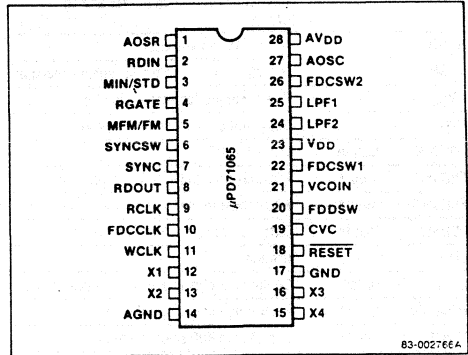 AOSR 1 28 AVDD
RDIN 2 27 AOSC
MIN/STD 3 26 FDCSW2
RGATE 4 25 LPF1
MFM/FM 5 24 LPF2
SYNCSW 6 23 VDD
SYNC 7 22 FDCSW1
RDOUT 8 21 VCOIN
RCLK 9 20 FDDSW
FDCCLK 10 19 CVC
WCLK 11 18 RESET
X1 12 17 GND
X2 13 16 X3
AGND 14 15 X4
µPD71065
83-002766A